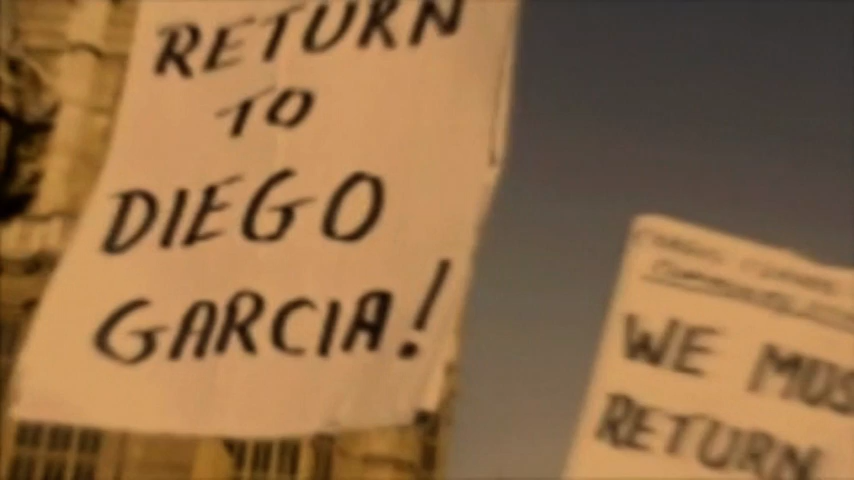 RETURN
TO
DIEGO
GARCIA!
WE MUS
RETURN